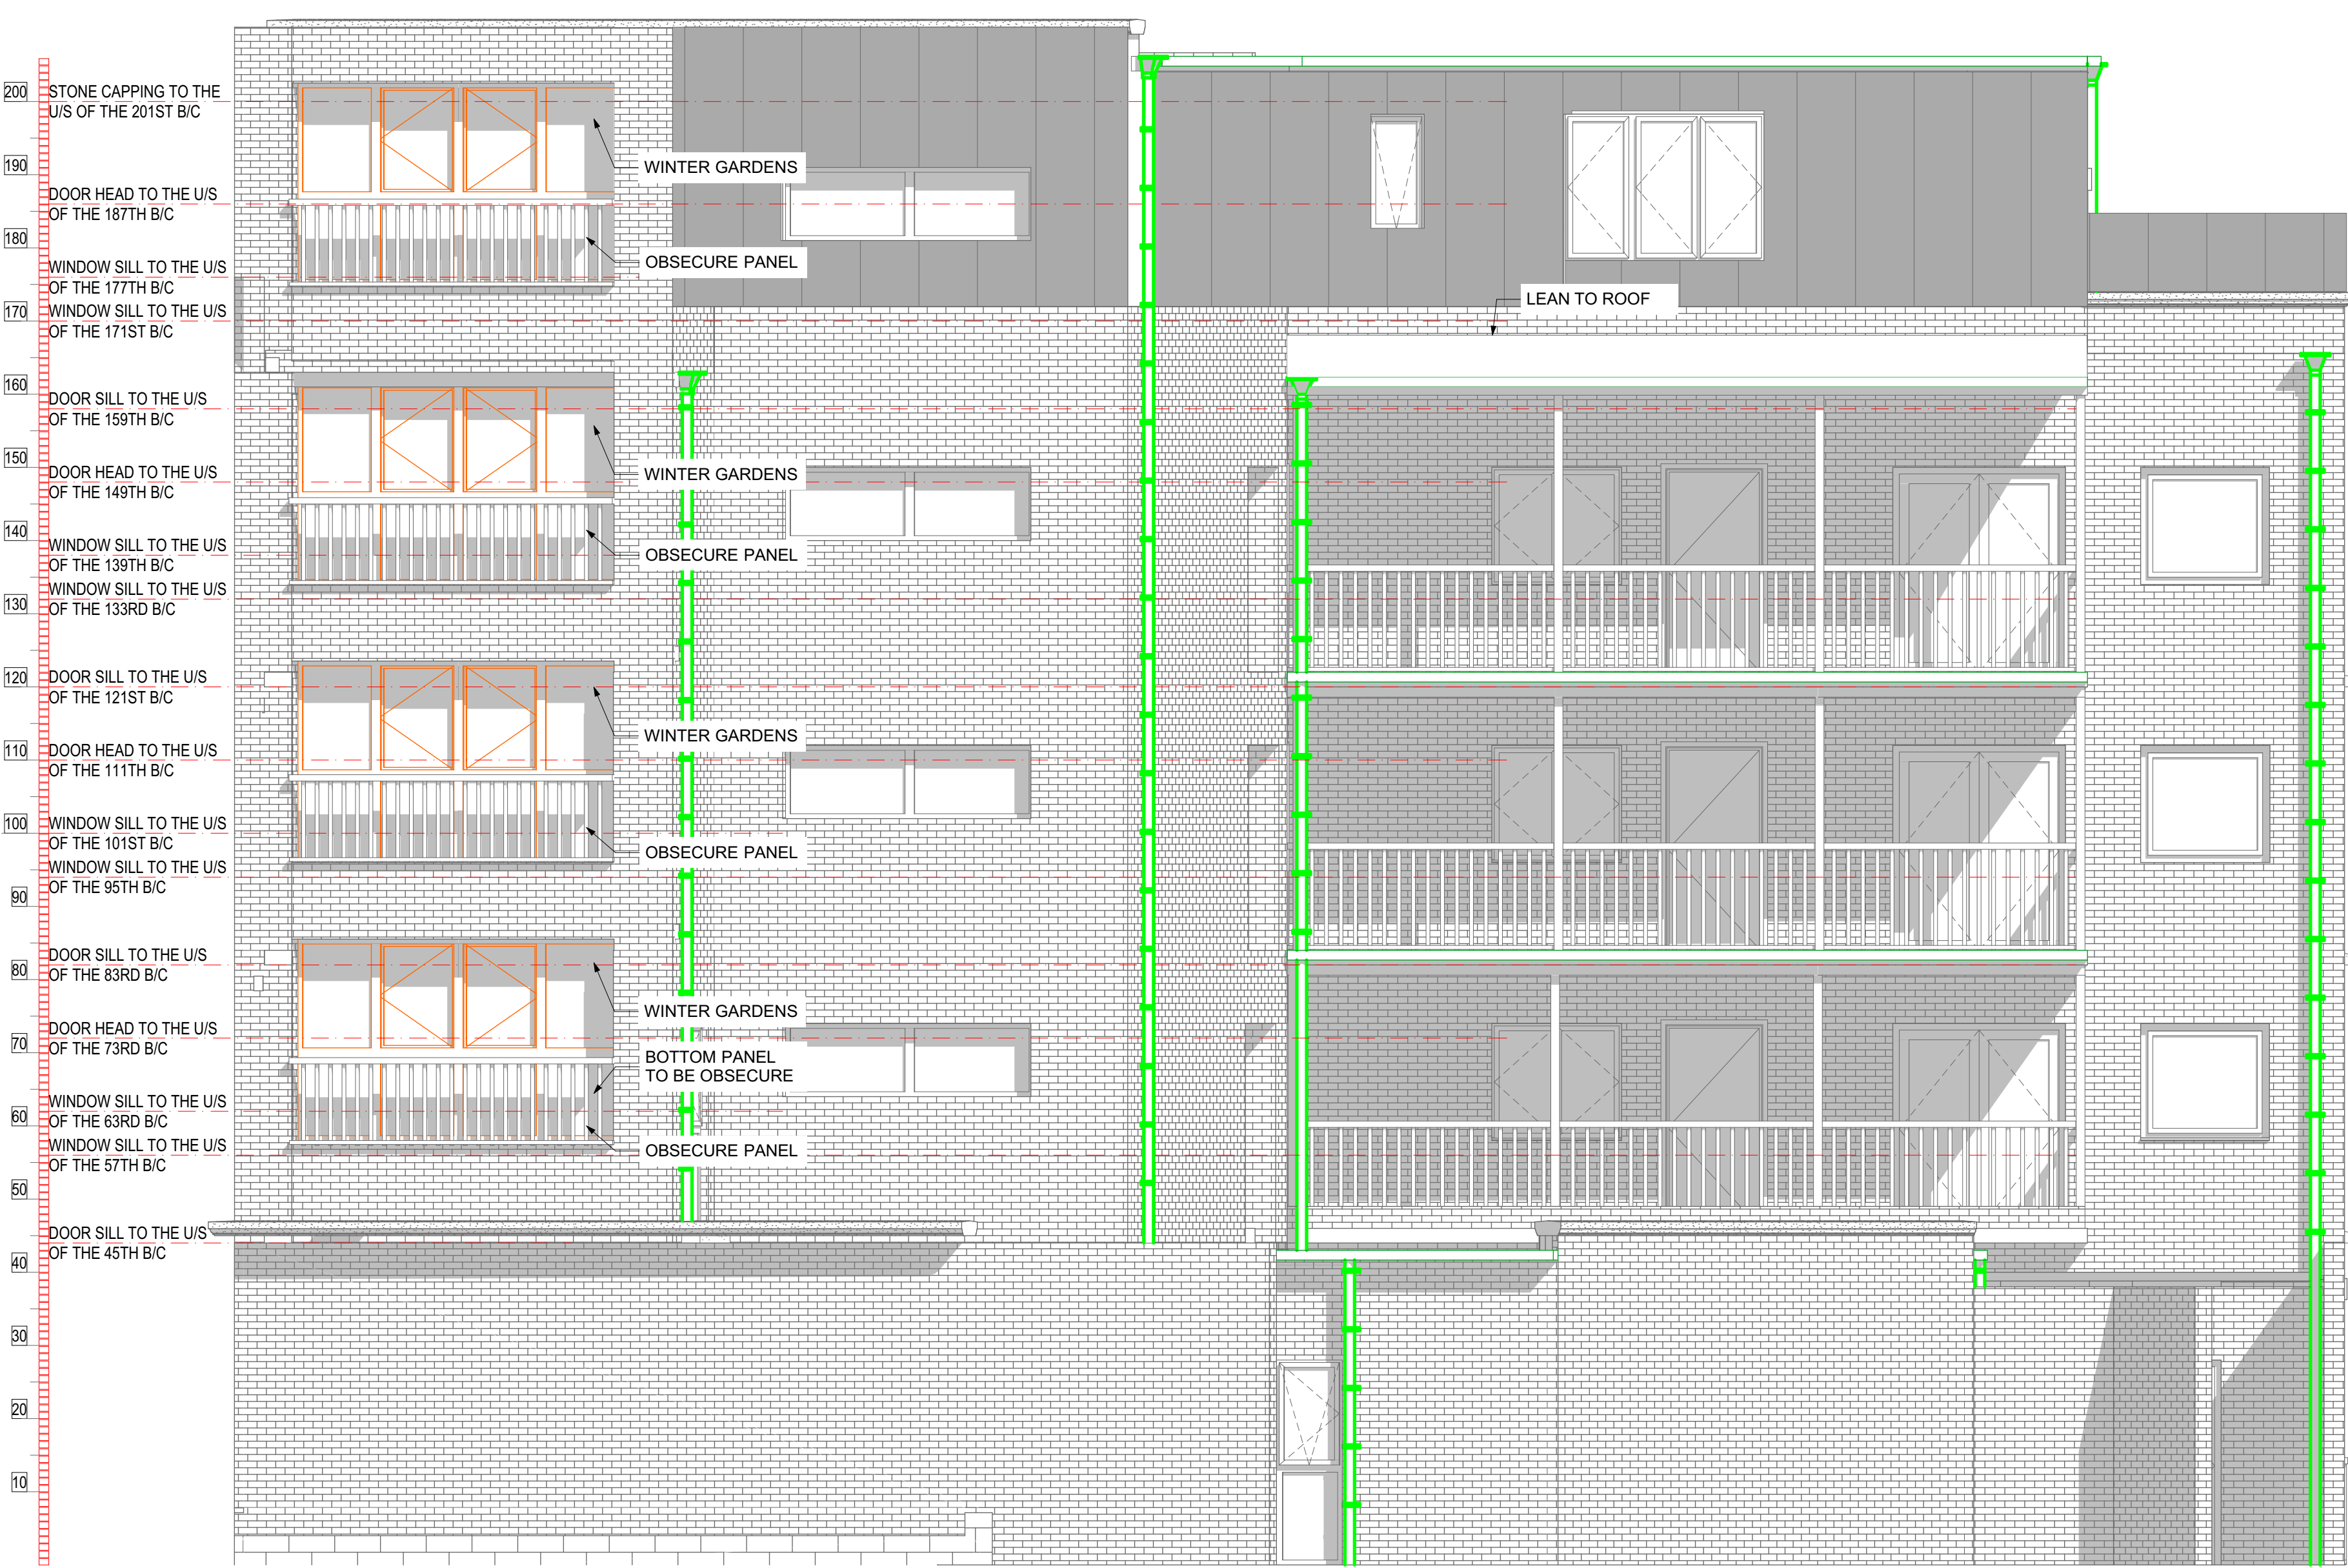 200
STONE CAPPING TO THE
U/S OF THE 201ST B/C
WINTER GARDENS
190
DOOR HEAD TO THE U/S
OF THE 187TH B/C
180
OBSECURE PANEL
WINDOW SILL TO THE U/S
OF THE 177TH B/C
170
WINDOW SILL TO THE U/S
OF THE 171ST B/C
LEAN TO ROOF
160
DOOR SILL TO THE U/S
OF THE 159TH B/C
150
DOOR HEAD TO THE U/S
OF THE 149TH B/C
WINTER GARDENS
140
WINDOW SILL TO THE U/S
OF THE 139TH B/C
OBSECURE PANEL
130
WINDOW SILL TO THE U/S
OF THE 133RD B/C
120
DOOR SILL TO THE U/S
OF THE 121ST B/C
WINTER GARDENS
110
DOOR HEAD TO THE U/S
OF THE 111TH B/C
100
WINDOW SILL TO THE U/S
OF THE 101ST B/C
OBSECURE PANEL
90
WINDOW SILL TO THE U/S
OF THE 95TH B/C
80
DOOR SILL TO THE U/S
OF THE 83RD B/C
WINTER GARDENS
70
DOOR HEAD TO THE U/S
OF THE 73RD B/C
BOTTOM PANEL
TO BE OBSECURE
60
WINDOW SILL TO THE U/S
OF THE 63RD B/C
OBSECURE PANEL
WINDOW SILL TO THE U/S
OF THE 57TH B/C
50
DOOR SILL TO THE U/S
OF THE 45TH B/C
40
30
20
10